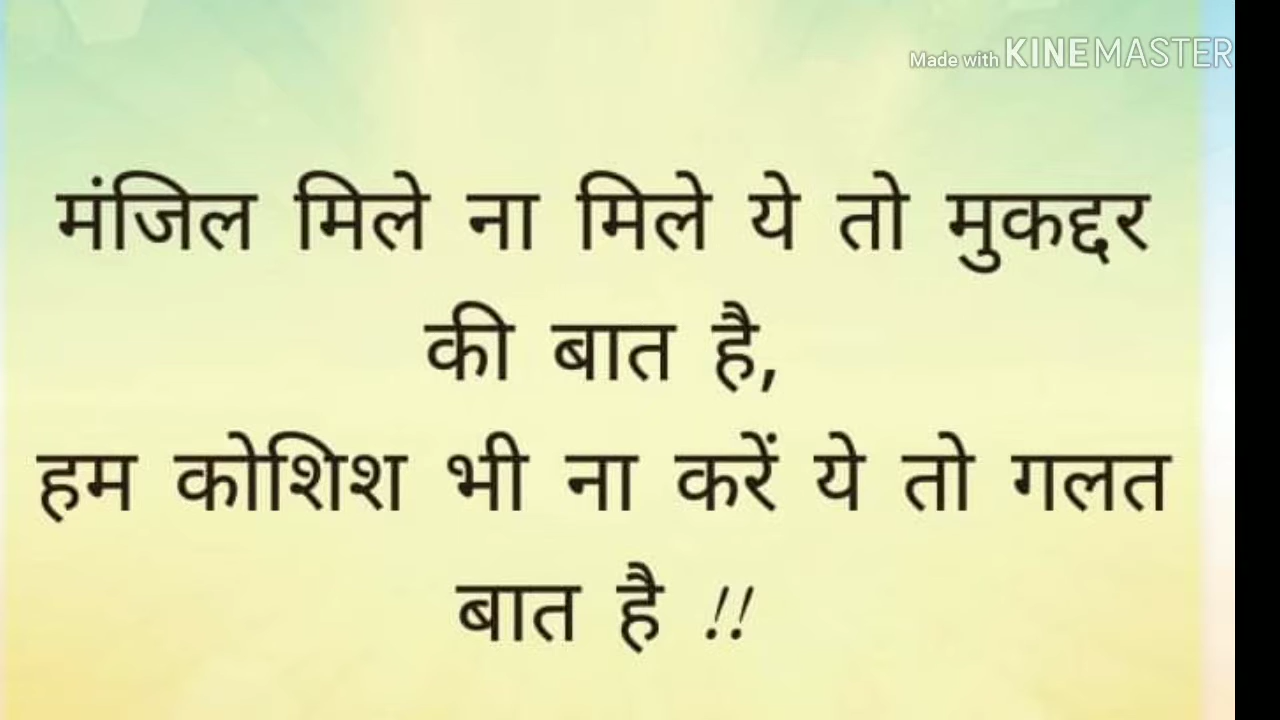 Made with KINEMASTER
मंजिल मिले ना मिले ये तो मुकद्दर
की बात है,
हम कोशिश भी ना करें ये तो गलत
बात है !!